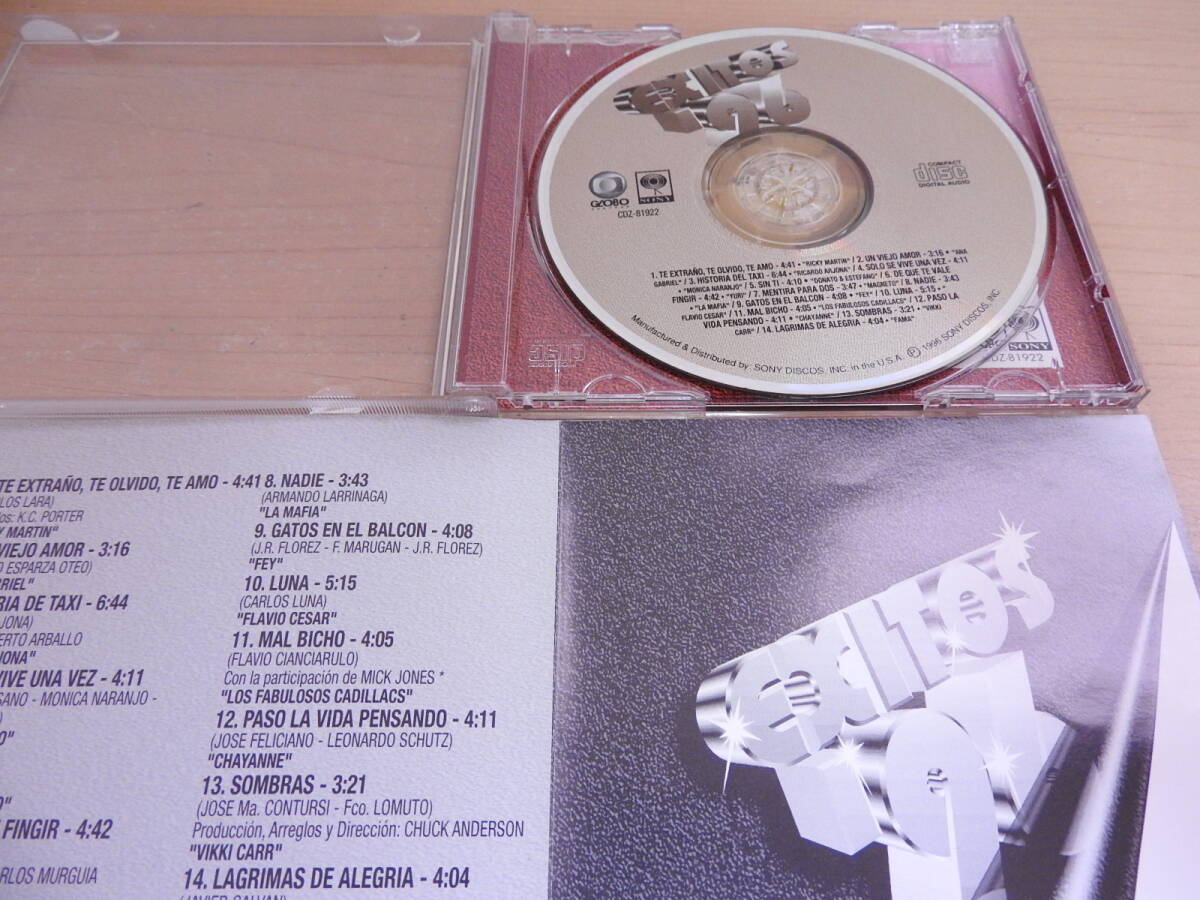 EXITOS
96
GLOBO
SONY
CDZ-81922
COMPACT
disc
DIGITAL AUDIO
1. TE EXTRAÑO, TE OLVIDO, TE AMO - 4:41 • "RICKY MARTIN" / 2. UN VIEJO AMOR - 3:16 • "ANA
GABRIEL" / 3. HISTORIA DEL TAXI - 6:44 • "RICARDO ARJONA" / 4. SOLO SE VIVE UNA VEZ - 4:11
• "MONICA NARANJO" / 5. SIN TI - 4:10 • "DONATO & ESTEFANO" / 6. DE QUE TE VALE
FINGIR - 4:42 • "YURI" / 7. MENTIRA PARA DOS - 3:47 • "MAGNETO" / 8. NADIE - 3:43
• "LA MAFIA" / 9. GATOS EN EL BALCON - 4:08 • "FEY" / 10. LUNA - 5:15 • "
FLAVIO CESAR" / 11. MAL BICHO - 4:05 • "LOS FABULOSOS CADILLACS" / 12. PASO LA
VIDA PENSANDO - 4:11 • "CHAYANNE" / 13. SOMBRAS - 3:21 • "VIKKI
CARR" / 14. LAGRIMAS DE ALEGRIA - 4:04 • "FAMA"
Manufactured & Distributed by: SONY DISCOS, INC. in the U.S.A. Ⓟ 1996 SONY DISCOS, INC.
disc
SONY
CDZ-81922
TE EXTRAÑO, TE OLVIDO, TE AMO - 4:41
LOS LARA)
os: K.C. PORTER
Y MARTIN"
VIEJO AMOR - 3:16
O ESPARZA OTEO)
RIEL"
RIA DE TAXI - 6:44
JONA)
ERTO ARBALLO
JONA"
VIVE UNA VEZ - 4:11
SANO - MONICA NARANJO -
O"
O"
FINGIR - 4:42
ARLOS MURGUIA
8. NADIE - 3:43
(ARMANDO LARRINAGA)
"LA MAFIA"
9. GATOS EN EL BALCON - 4:08
(J.R. FLOREZ - F. MARUGAN - J.R. FLOREZ)
"FEY"
10. LUNA - 5:15
(CARLOS LUNA)
"FLAVIO CESAR"
11. MAL BICHO - 4:05
(FLAVIO CIANCIARULO)
Con la participación de MICK JONES *
"LOS FABULOSOS CADILLACS"
12. PASO LA VIDA PENSANDO - 4:11
(JOSE FELICIANO - LEONARDO SCHUTZ)
"CHAYANNE"
13. SOMBRAS - 3:21
(JOSE Ma. CONTURSI - Fco. LOMUTO)
Producción, Arreglos y Dirección: CHUCK ANDERSON
"VIKKI CARR"
14. LAGRIMAS DE ALEGRIA - 4:04
(JAVIER GALVAN)
EXITOS
9